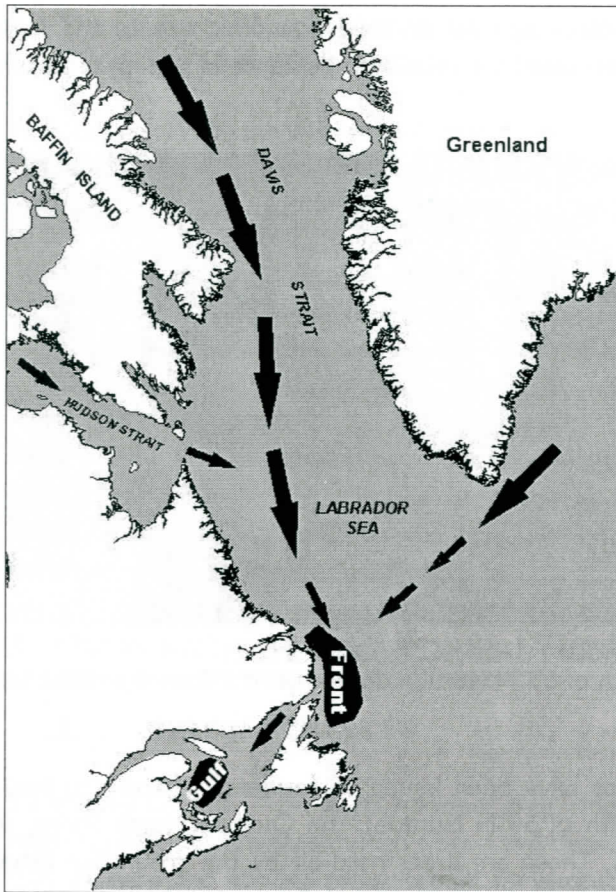 Greenland
BAFFIN ISLAND
DAVIS
STRAIT
HUDSON STRAIT
LABRADOR
SEA
Front
Gulf